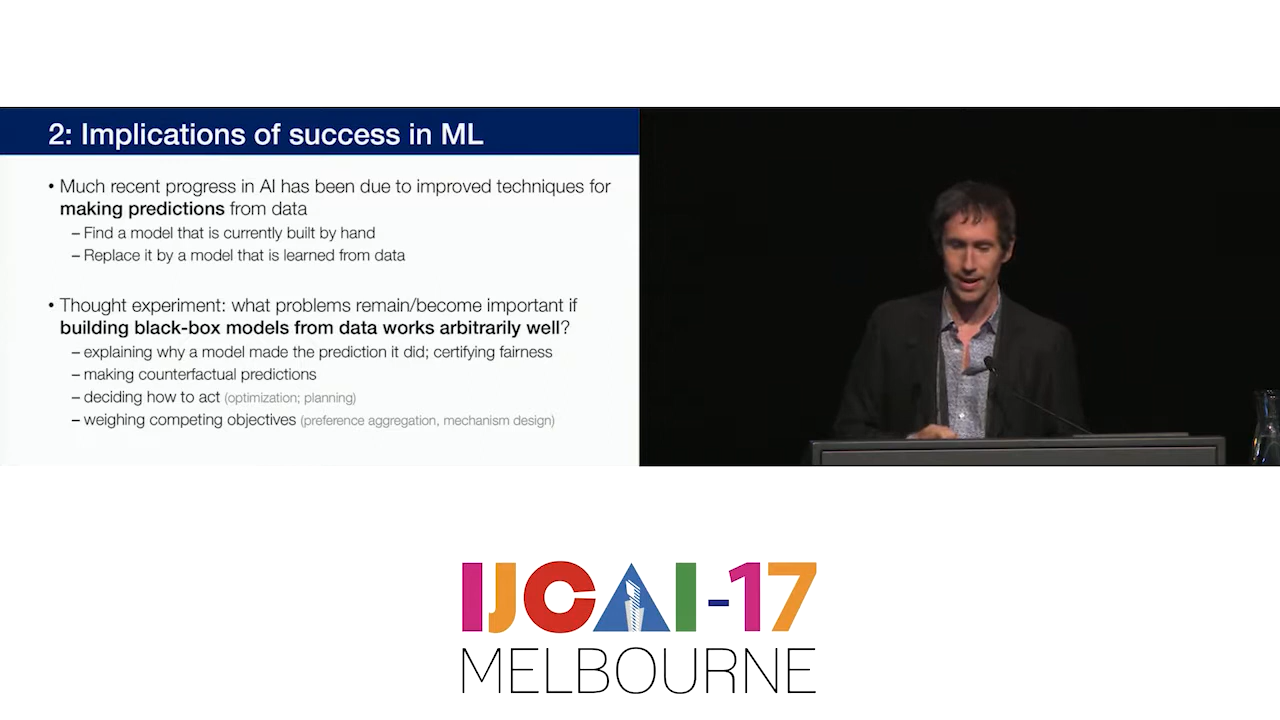 2: Implications of success in ML
• Much recent progress in AI has been due to improved techniques for
making predictions from data
– Find a model that is currently built by hand
– Replace it by a model that is learned from data
• Thought experiment: what problems remain/become important if
building black-box models from data works arbitrarily well?
– explaining why a model made the prediction it did; certifying fairness
– making counterfactual predictions
– deciding how to act (optimization; planning)
– weighing competing objectives (preference aggregation, mechanism design)
IJCAI-17
MELBOURNE